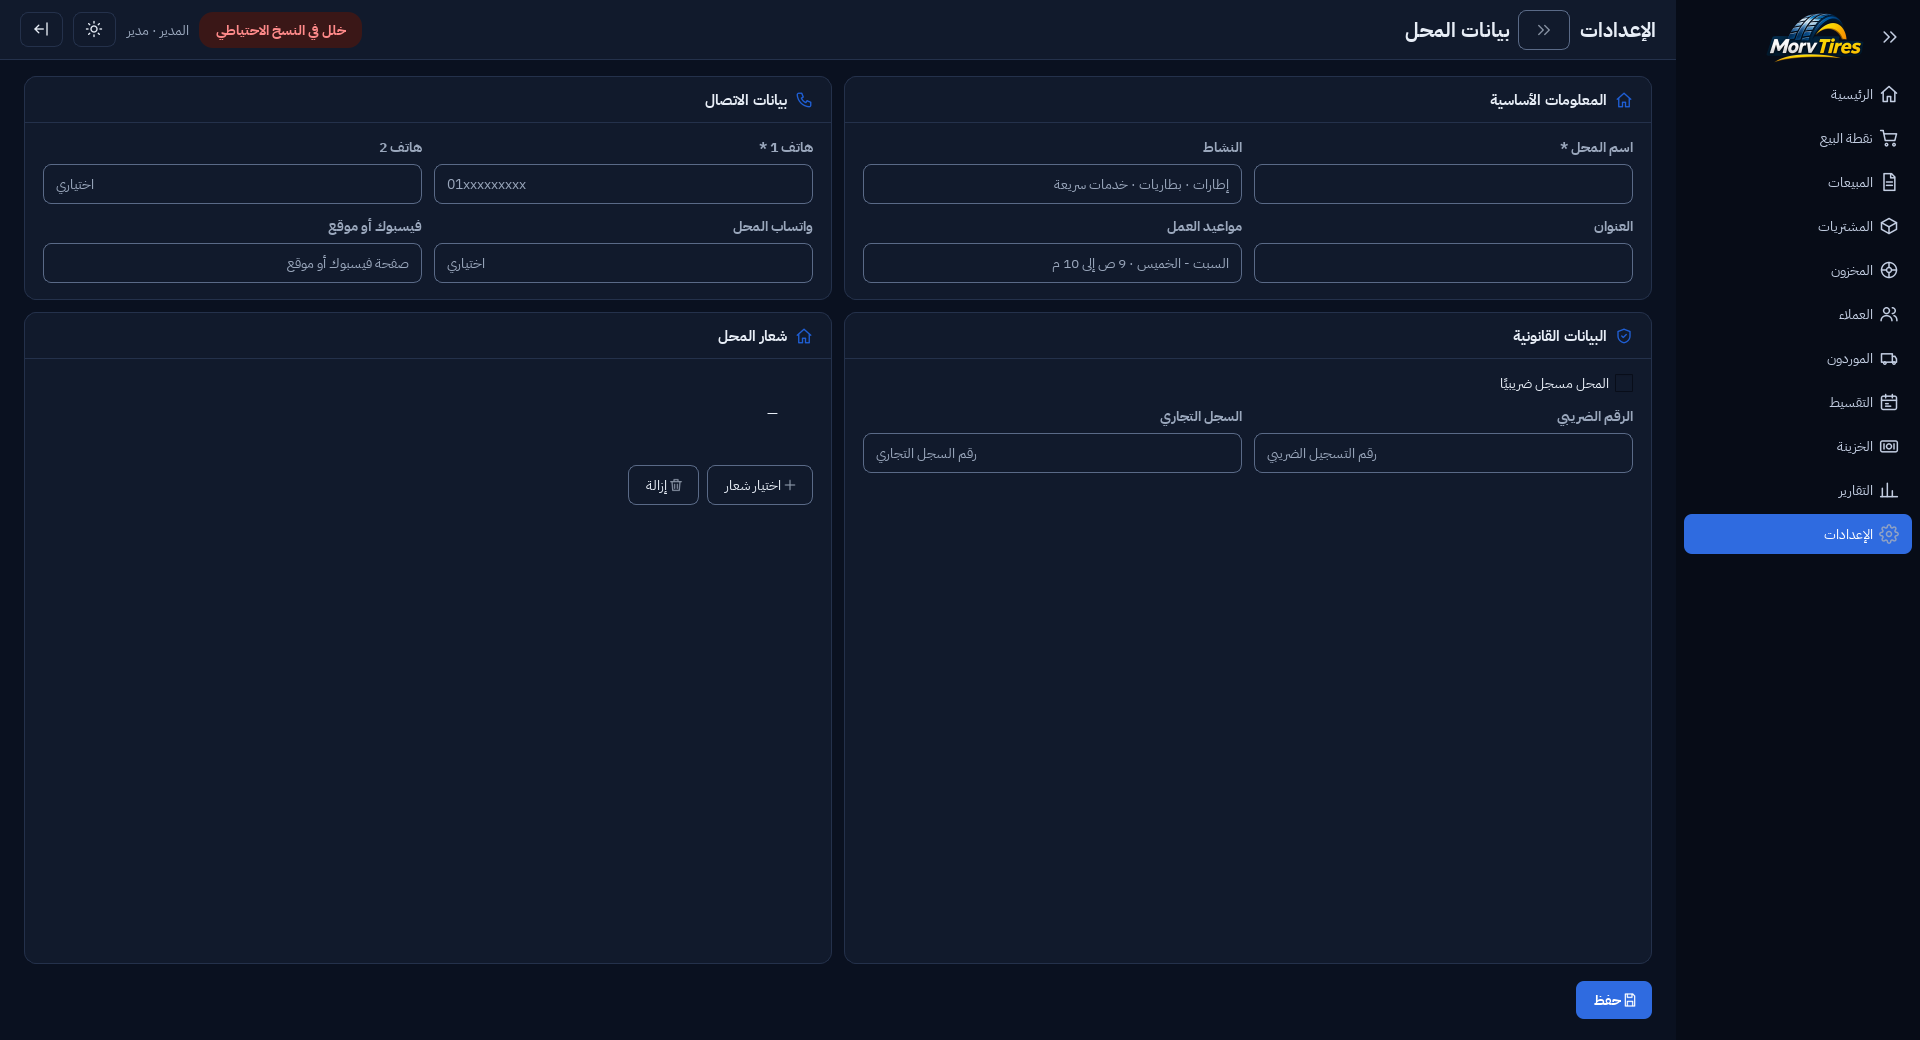 MorvTires
الرئيسية
نقطة البيع
المبيعات
المشتريات
المخزون
العملاء
الموردون
التقسيط
الخزينة
التقارير
الإعدادات
الإعدادات
بيانات المحل
خلل في النسخ الاحتياطي
المدير · مدير
المعلومات الأساسية
اسم المحل *
النشاط
إطارات · بطاريات · خدمات سريعة
العنوان
مواعيد العمل
السبت - الخميس · 9 ص إلى 10 م
بيانات الاتصال
هاتف 1 *
هاتف 2
01xxxxxxxxx
اختياري
واتساب المحل
فيسبوك أو موقع
اختياري
صفحة فيسبوك أو موقع
البيانات القانونية
المحل مسجل ضريبيًا
الرقم الضريبي
السجل التجاري
رقم التسجيل الضريبي
رقم السجل التجاري
شعار المحل
—
اختيار شعار
إزالة
حفظ